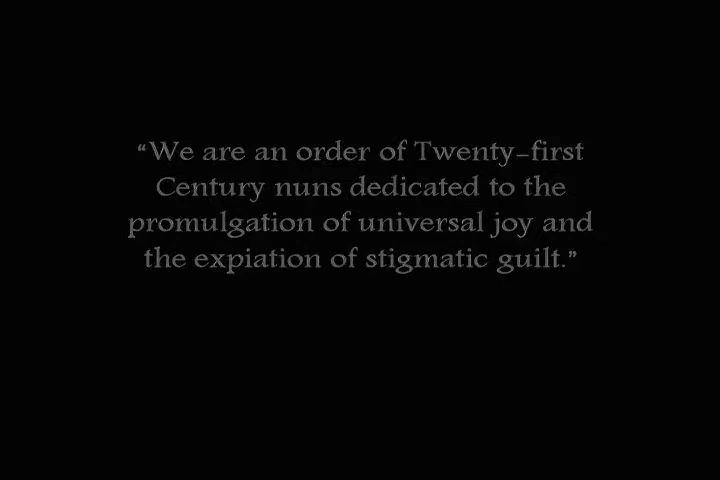 “We are an order of Twenty-first
Century nuns dedicated to the
promulgation of universal joy and
the expiation of stigmatic guilt.”